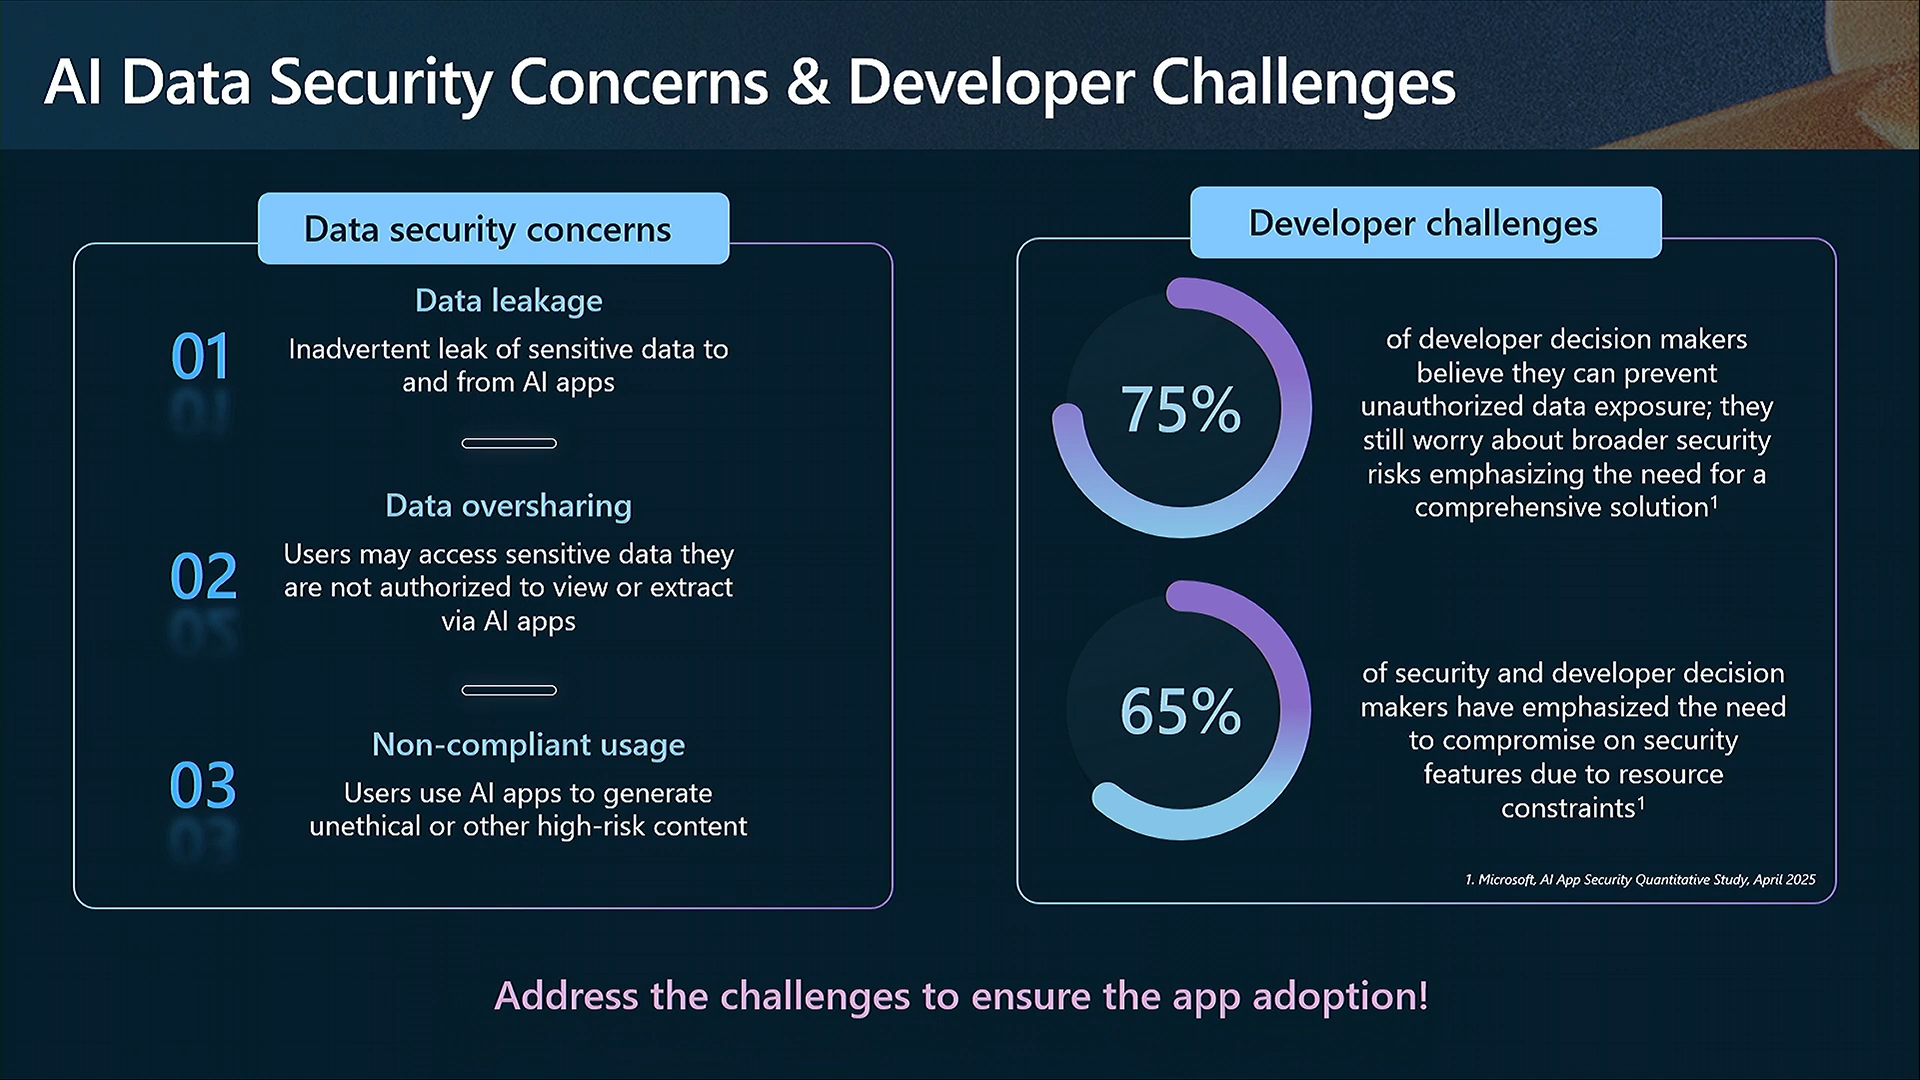 AI Data Security Concerns & Developer Challenges
Data security concerns
01
Data leakage
Inadvertent leak of sensitive data to
and from AI apps
02
Data oversharing
Users may access sensitive data they
are not authorized to view or extract
via AI apps
03
Non-compliant usage
Users use AI apps to generate
unethical or other high-risk content
Developer challenges
75%
of developer decision makers
believe they can prevent
unauthorized data exposure; they
still worry about broader security
risks emphasizing the need for a
comprehensive solution¹
65%
of security and developer decision
makers have emphasized the need
to compromise on security
features due to resource
constraints¹
1. Microsoft, AI App Security Quantitative Study, April 2025
Address the challenges to ensure the app adoption!